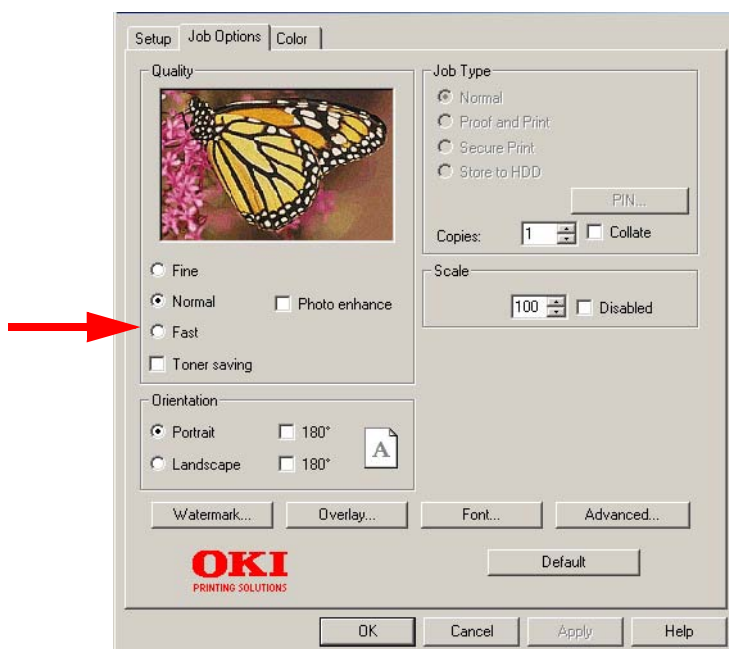 Setup Job Options Color
Quality
Fine
Normal Photo enhance
Fast
Toner saving
Orientation
Portrait 180°
Landscape 180°
A
Job Type
Normal
Proof and Print
Secure Print
Store to HDD
PIN...
Copies: 1 Collate
Scale
100 Disabled
Watermark... Overlay... Font... Advanced...
OKI
PRINTING SOLUTIONS
Default
OK Cancel Apply Help